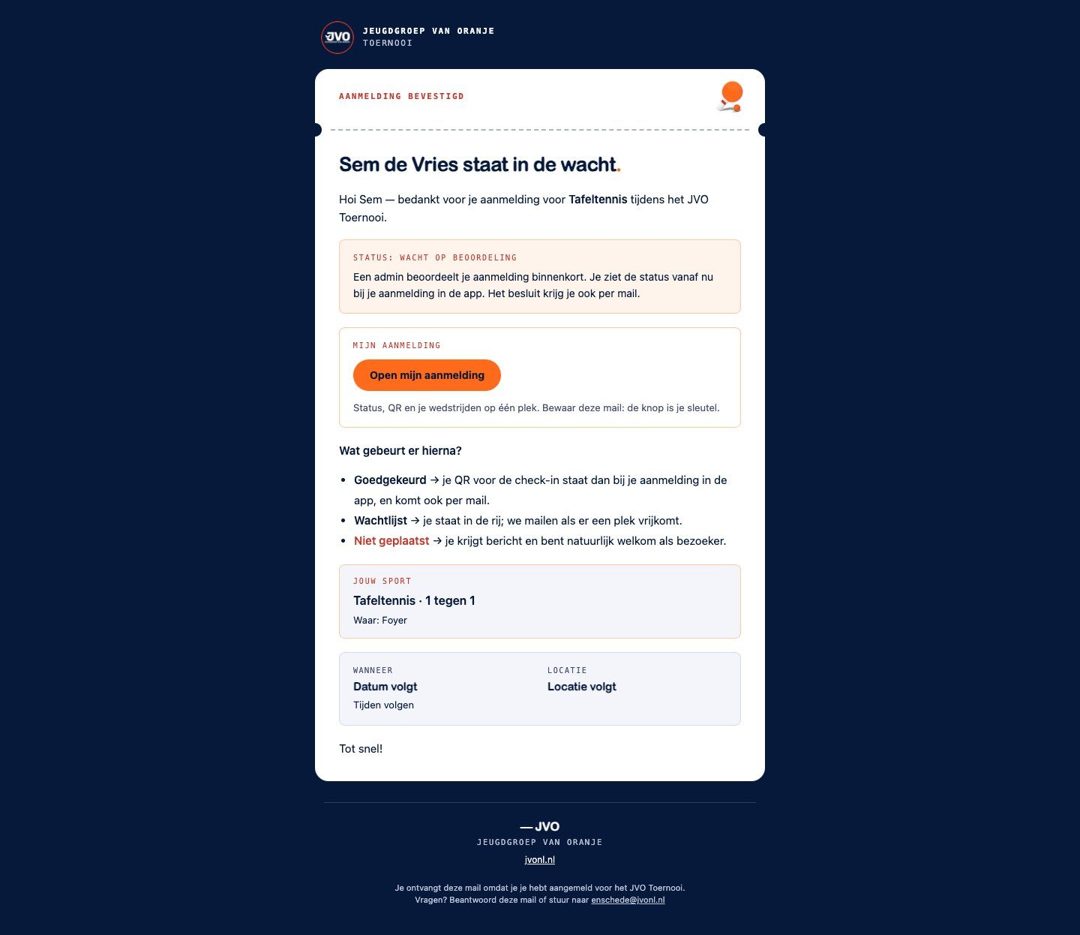 JVO
JEUGDGROEP VAN ORANJE
TOERNOOI
AANMELDING BEVESTIGD
Sem de Vries staat in de wacht.
Hoi Sem — bedankt voor je aanmelding voor Tafeltennis tijdens het JVO
Toernooi.
STATUS: WACHT OP BEOORDELING
Een admin beoordeelt je aanmelding binnenkort. Je ziet de status vanaf nu
bij je aanmelding in de app. Het besluit krijg je ook per mail.
MIJN AANMELDING
Open mijn aanmelding
Status, QR en je wedstrijden op één plek. Bewaar deze mail: de knop is je sleutel.
Wat gebeurt er hierna?
• Goedgekeurd → je QR voor de check-in staat dan bij je aanmelding in de
app, en komt ook per mail.
• Wachtlijst → je staat in de rij; we mailen als er een plek vrijkomt.
• Niet geplaatst → je krijgt bericht en bent natuurlijk welkom als bezoeker.
JOUW SPORT
Tafeltennis · 1 tegen 1
Waar: Foyer
WANNEER
Datum volgt
Tijden volgen
LOCATIE
Locatie volgt
Tot snel!
— JVO
JEUGDGROEP VAN ORANJE
jvonl.nl
Je ontvangt deze mail omdat je je hebt aangemeld voor het JVO Toernooi.
Vragen? Beantwoord deze mail of stuur naar enschede@jvonl.nl